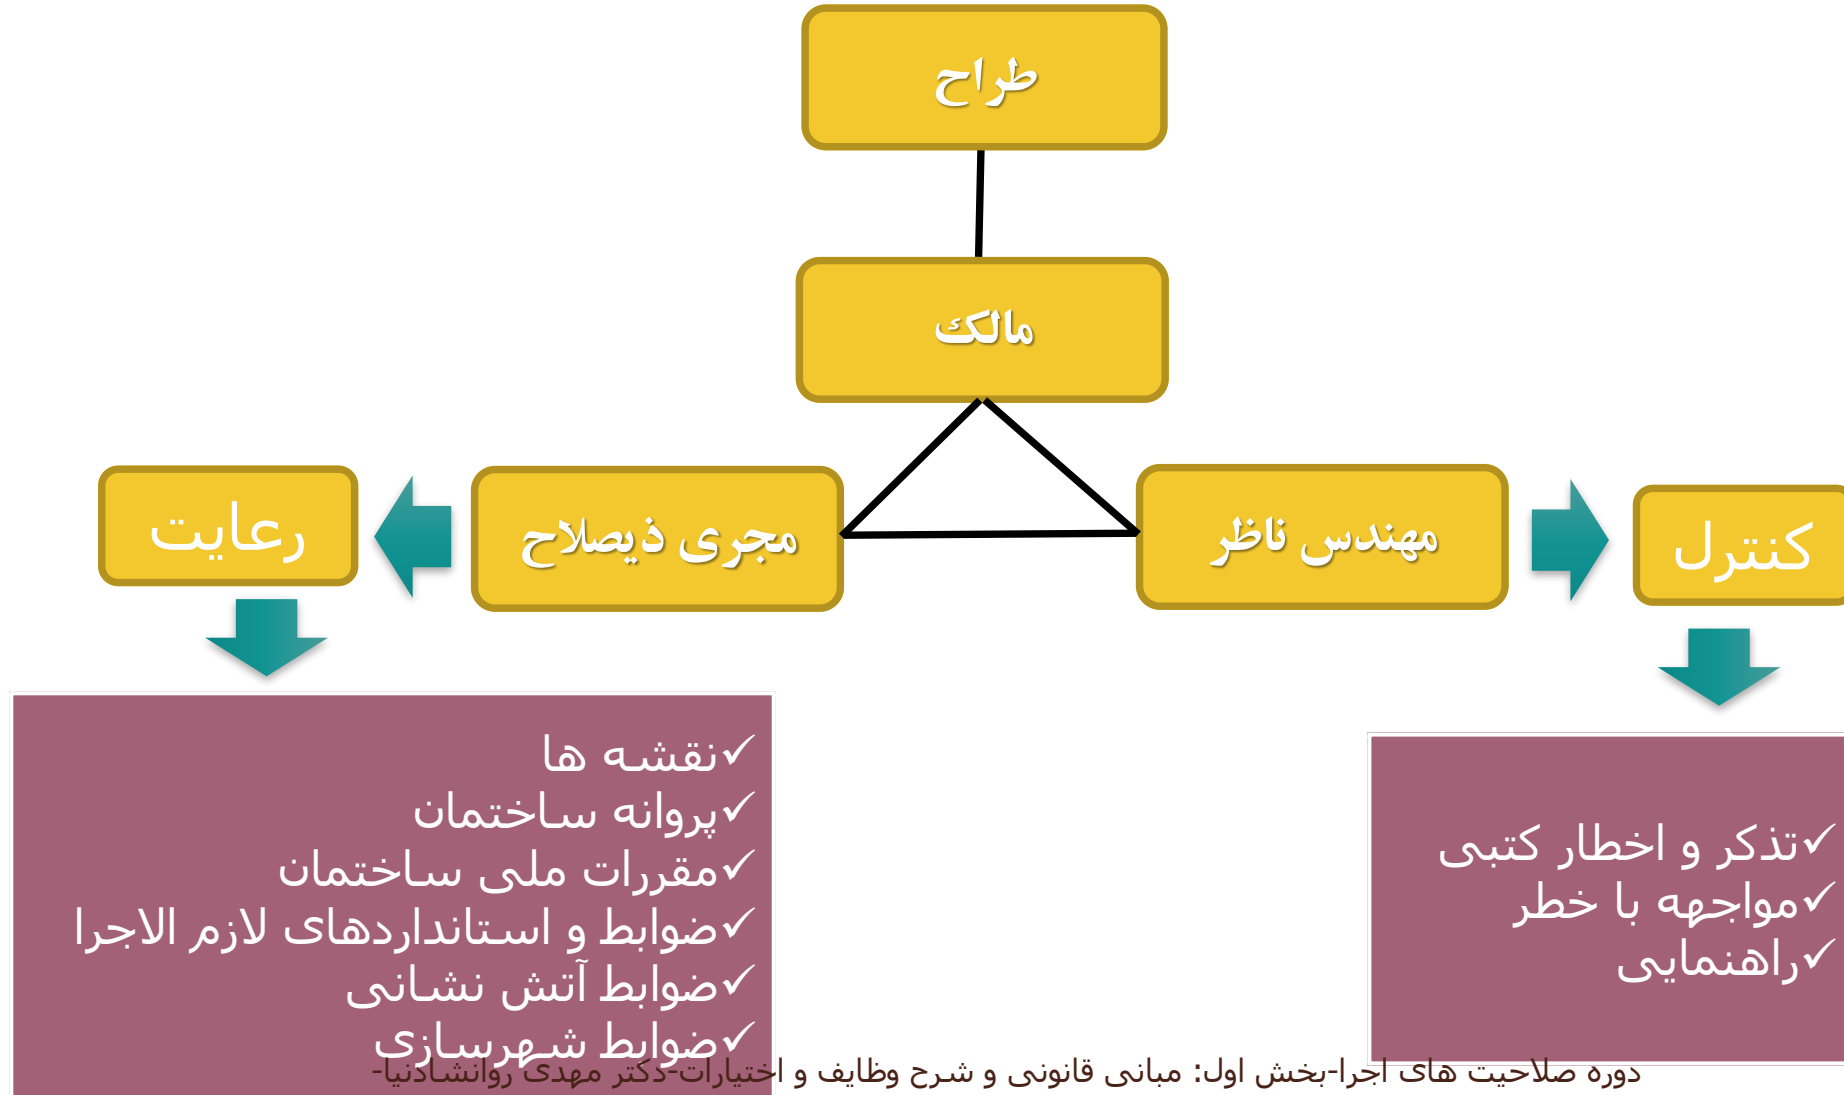 طراح
مالک
مهندس ناظر
مجری ذیصلاح
کنترل
رعایت
✓تذکر و اخطار کتبی
✓مواجهه با خطر
✓راهنمایی
✓نقشه ها
✓پروانه ساختمان
✓مقررات ملی ساختمان
✓ضوابط و استانداردهای لازم الاجرا
✓ضوابط آتش نشانی
✓ضوابط شهرسازی
دوره صلاحیت های اجرا-بخش اول: مبانی قانونی و شرح وظایف و اختیارات-دکتر مهدی روانشادنیا-